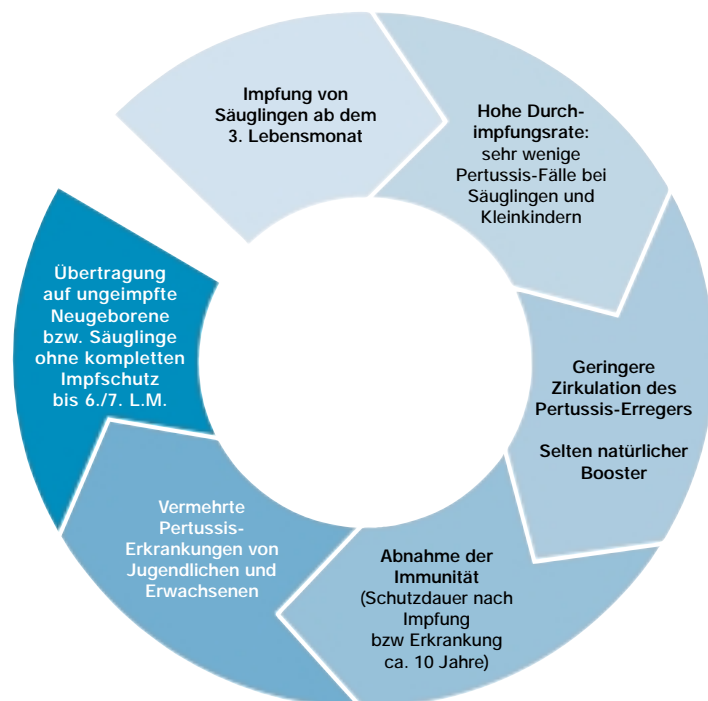 Impfung von
Säuglingen ab dem
3. Lebensmonat
Hohe Durch-
impfungsrate:
sehr wenige
Pertussis-Fälle bei
Säuglingen und
Kleinkindern
Geringere
Zirkulation des
Pertussis-Erregers
Selten natürlicher
Booster
Abnahme der
Immunität
(Schutzdauer nach
Impfung
bzw Erkrankung
ca. 10 Jahre)
Vermehrte
Pertussis-
Erkrankungen von
Jugendlichen und
Erwachsenen
Übertragung
auf ungeimpfte
Neugeborene
bzw. Säuglinge
ohne kompletten
Impfschutz
bis 6./7. L.M.